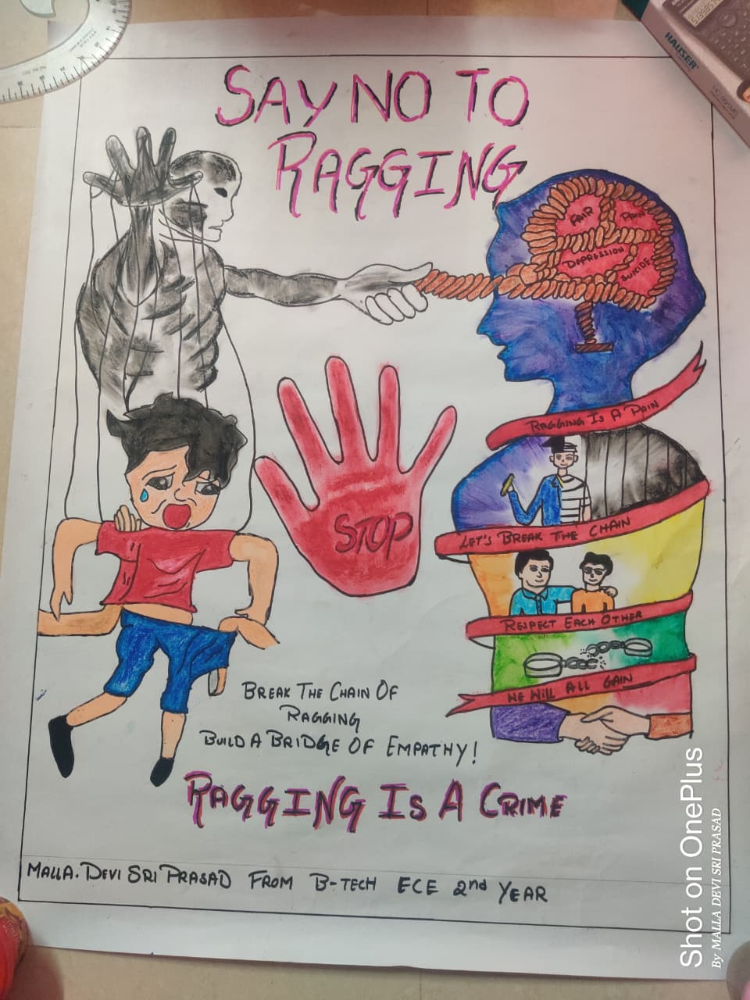 SAY NO TO
RAGGING
FAIR
PAIN
DEPRESSION
SUICIDE
RAGGING IS A PAIN
STOP
LET'S BREAK THE CHAIN
RESPECT EACH OTHER
WE WILL ALL GAIN
BREAK THE CHAIN OF
RAGGING
BUILD A BRIDGE OF EMPATHY!
RAGGING IS A CRIME
MALLA. DEVI SRI PRASAD FROM B-TECH ECE 2nd YEAR
HAUSER
Shot on OnePlus
By MALLA DEVI SRI PRASAD